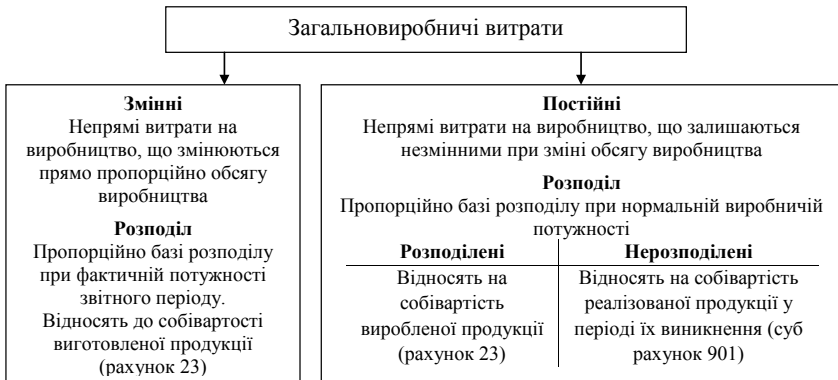 Загальновиробничі витрати
Змінні
Непрямі витрати на
виробництво, що змінюються
прямо пропорційно обсягу
виробництва
Розподіл
Пропорційно базі розподілу
при фактичній потужності
звітного періоду.
Відносять до собівартості
виготовленої продукції
(рахунок 23)
Постійні
Непрямі витрати на виробництво, що залишаються
незмінними при зміні обсягу виробництва
Розподіл
Пропорційно базі розподілу при нормальній виробничій
потужності
Розподілені
Відносять на
собівартість
виробленої продукції
(рахунок 23)
Нерозподілені
Відносять на собівартість
реалізованої продукції у
періоді їх виникнення (суб
рахунок 901)